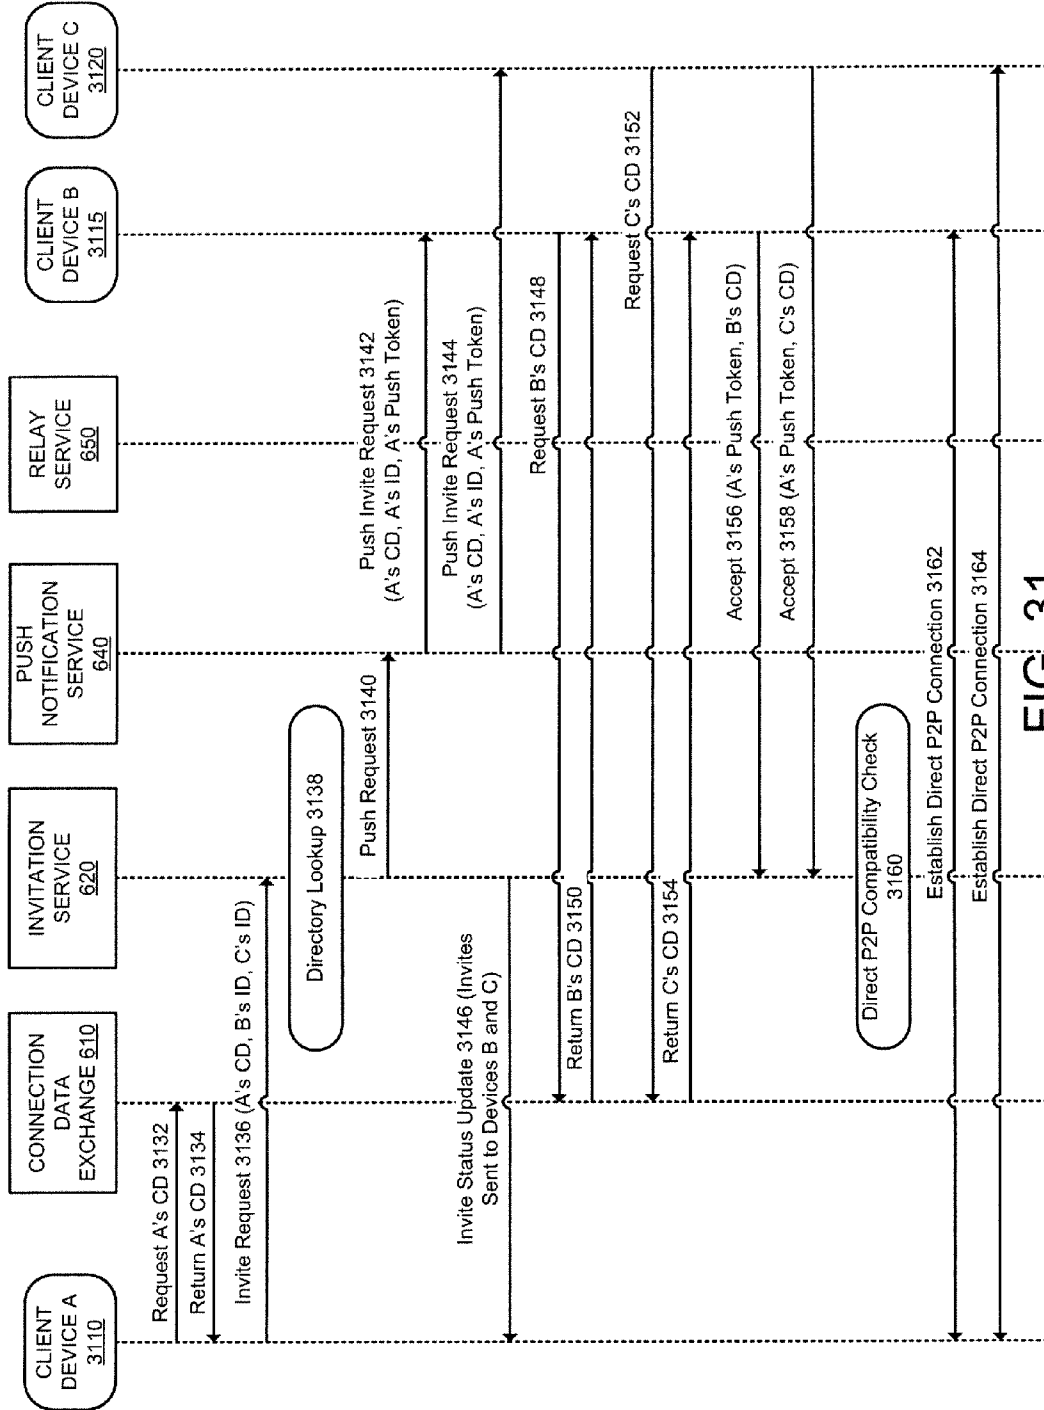 CLIENT
DEVICE A
3110
CONNECTION
DATA
EXCHANGE 610
INVITATION
SERVICE
620
PUSH
NOTIFICATION
SERVICE
640
RELAY
SERVICE
650
CLIENT
DEVICE B
3115
CLIENT
DEVICE C
3120
Request A's CD 3132
Return A's CD 3134
Invite Request 3136 (A's CD, B's ID, C's ID)
Directory Lookup 3138
Push Request 3140
Push Invite Request 3142
(A's CD, A's ID, A's Push Token)
Push Invite Request 3144
(A's CD, A's ID, A's Push Token)
Invite Status Update 3146 (Invites
Sent to Devices B and C)
Request B's CD 3148
Return B's CD 3150
Request C's CD 3152
Return C's CD 3154
Accept 3156 (A's Push Token, B's CD)
Accept 3158 (A's Push Token, C's CD)
Direct P2P Compatibility Check
3160
Establish Direct P2P Connection 3162
Establish Direct P2P Connection 3164
FIG. 31